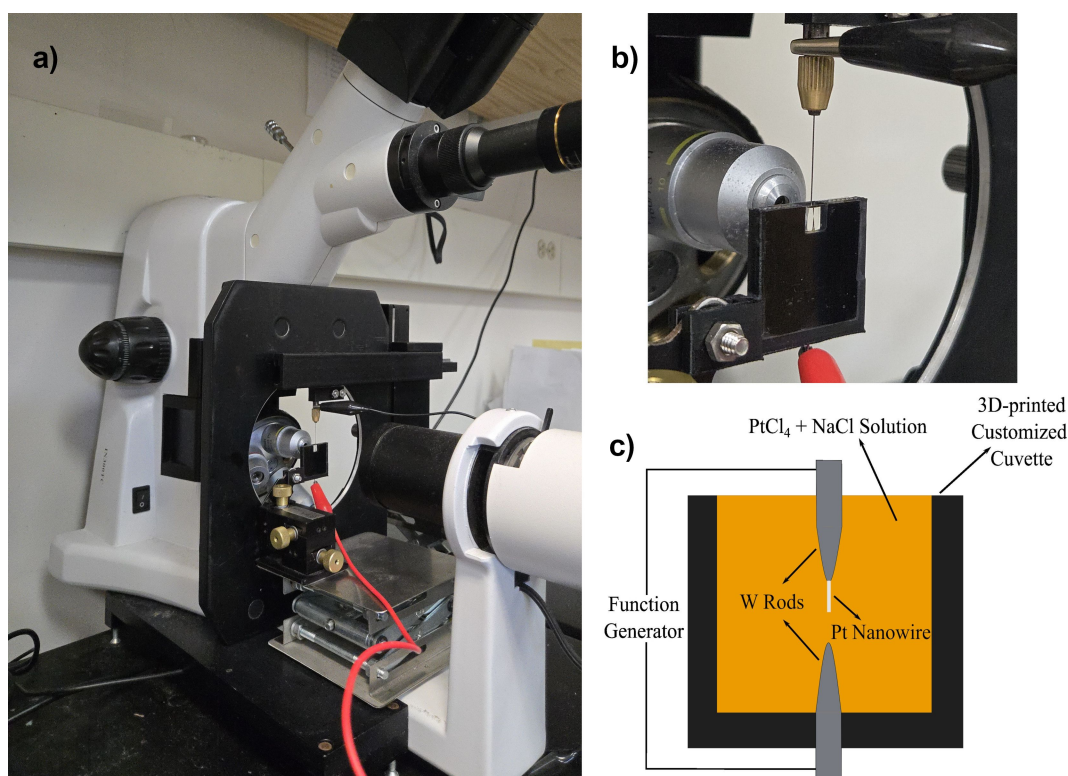 a)
b)
c)
PtCl4 + NaCl Solution
3D-printed
Customized
Cuvette
Function
Generator
W Rods
Pt Nanowire